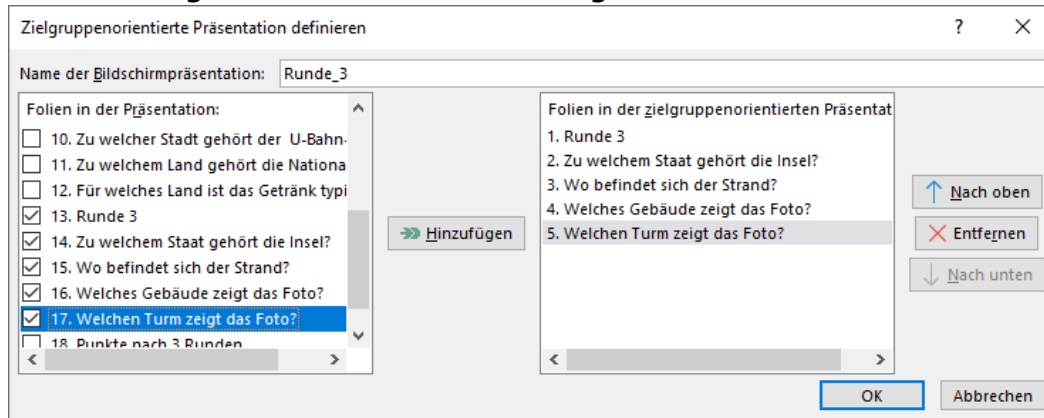 Zielgruppenorientierte Präsentation definieren ? ×
Name der Bildschirmpräsentation: Runde_3
Folien in der Präsentation:
10. Zu welcher Stadt gehört der U-Bahn-
11. Zu welchem Land gehört die Nationa
12. Für welches Land ist das Getränk typi
13. Runde 3
14. Zu welchem Staat gehört die Insel?
15. Wo befindet sich der Strand?
16. Welches Gebäude zeigt das Foto?
17. Welchen Turm zeigt das Foto?
18. Punkte nach 3 Runden
Hinzufügen
Folien in der zielgruppenorientierten Präsentat
1. Runde 3
2. Zu welchem Staat gehört die Insel?
3. Wo befindet sich der Strand?
4. Welches Gebäude zeigt das Foto?
5. Welchen Turm zeigt das Foto?
Nach oben
Entfernen
Nach unten
OK Abbrechen